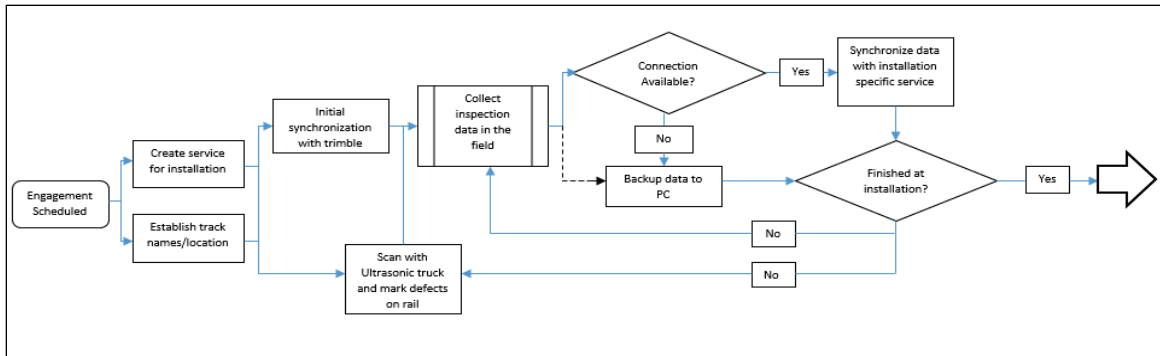 Engagement
Scheduled
Create service
for installation
Establish track
names/location
Initial
synchronization
with trimble
Scan with
Ultrasonic truck
and mark defects
on rail
Collect
inspection
data in the
field
Connection
Available?
Yes
Synchronize data
with installation
specific service
No
Backup data to
PC
Finished at
installation?
Yes
No
No